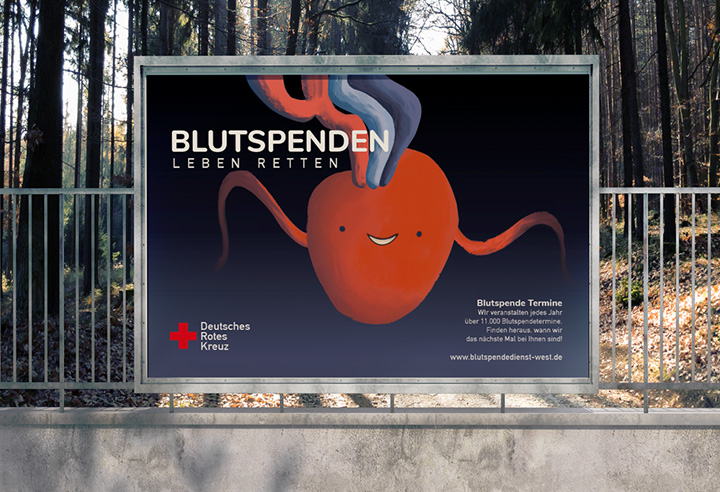 BLUTSPENDEN
LEBEN RETTEN
Blutspende Termine
Wir veranstalten jedes Jahr
über 11.000 Blutspendetermine.
Finden heraus, wann wir
das nächste Mal bei Ihnen sind!
www.blutspendedienst-west.de
Deutsches
Rotes
Kreuz